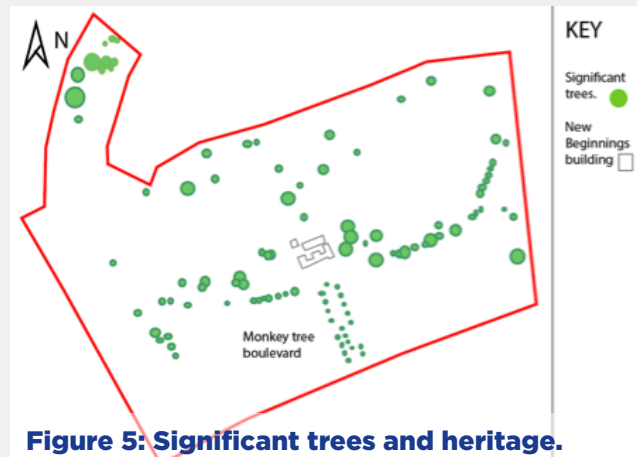 N
KEY
Significant
trees.
New
Beginnings
building
Monkey tree
boulevard
Figure 5: Significant trees and heritage.